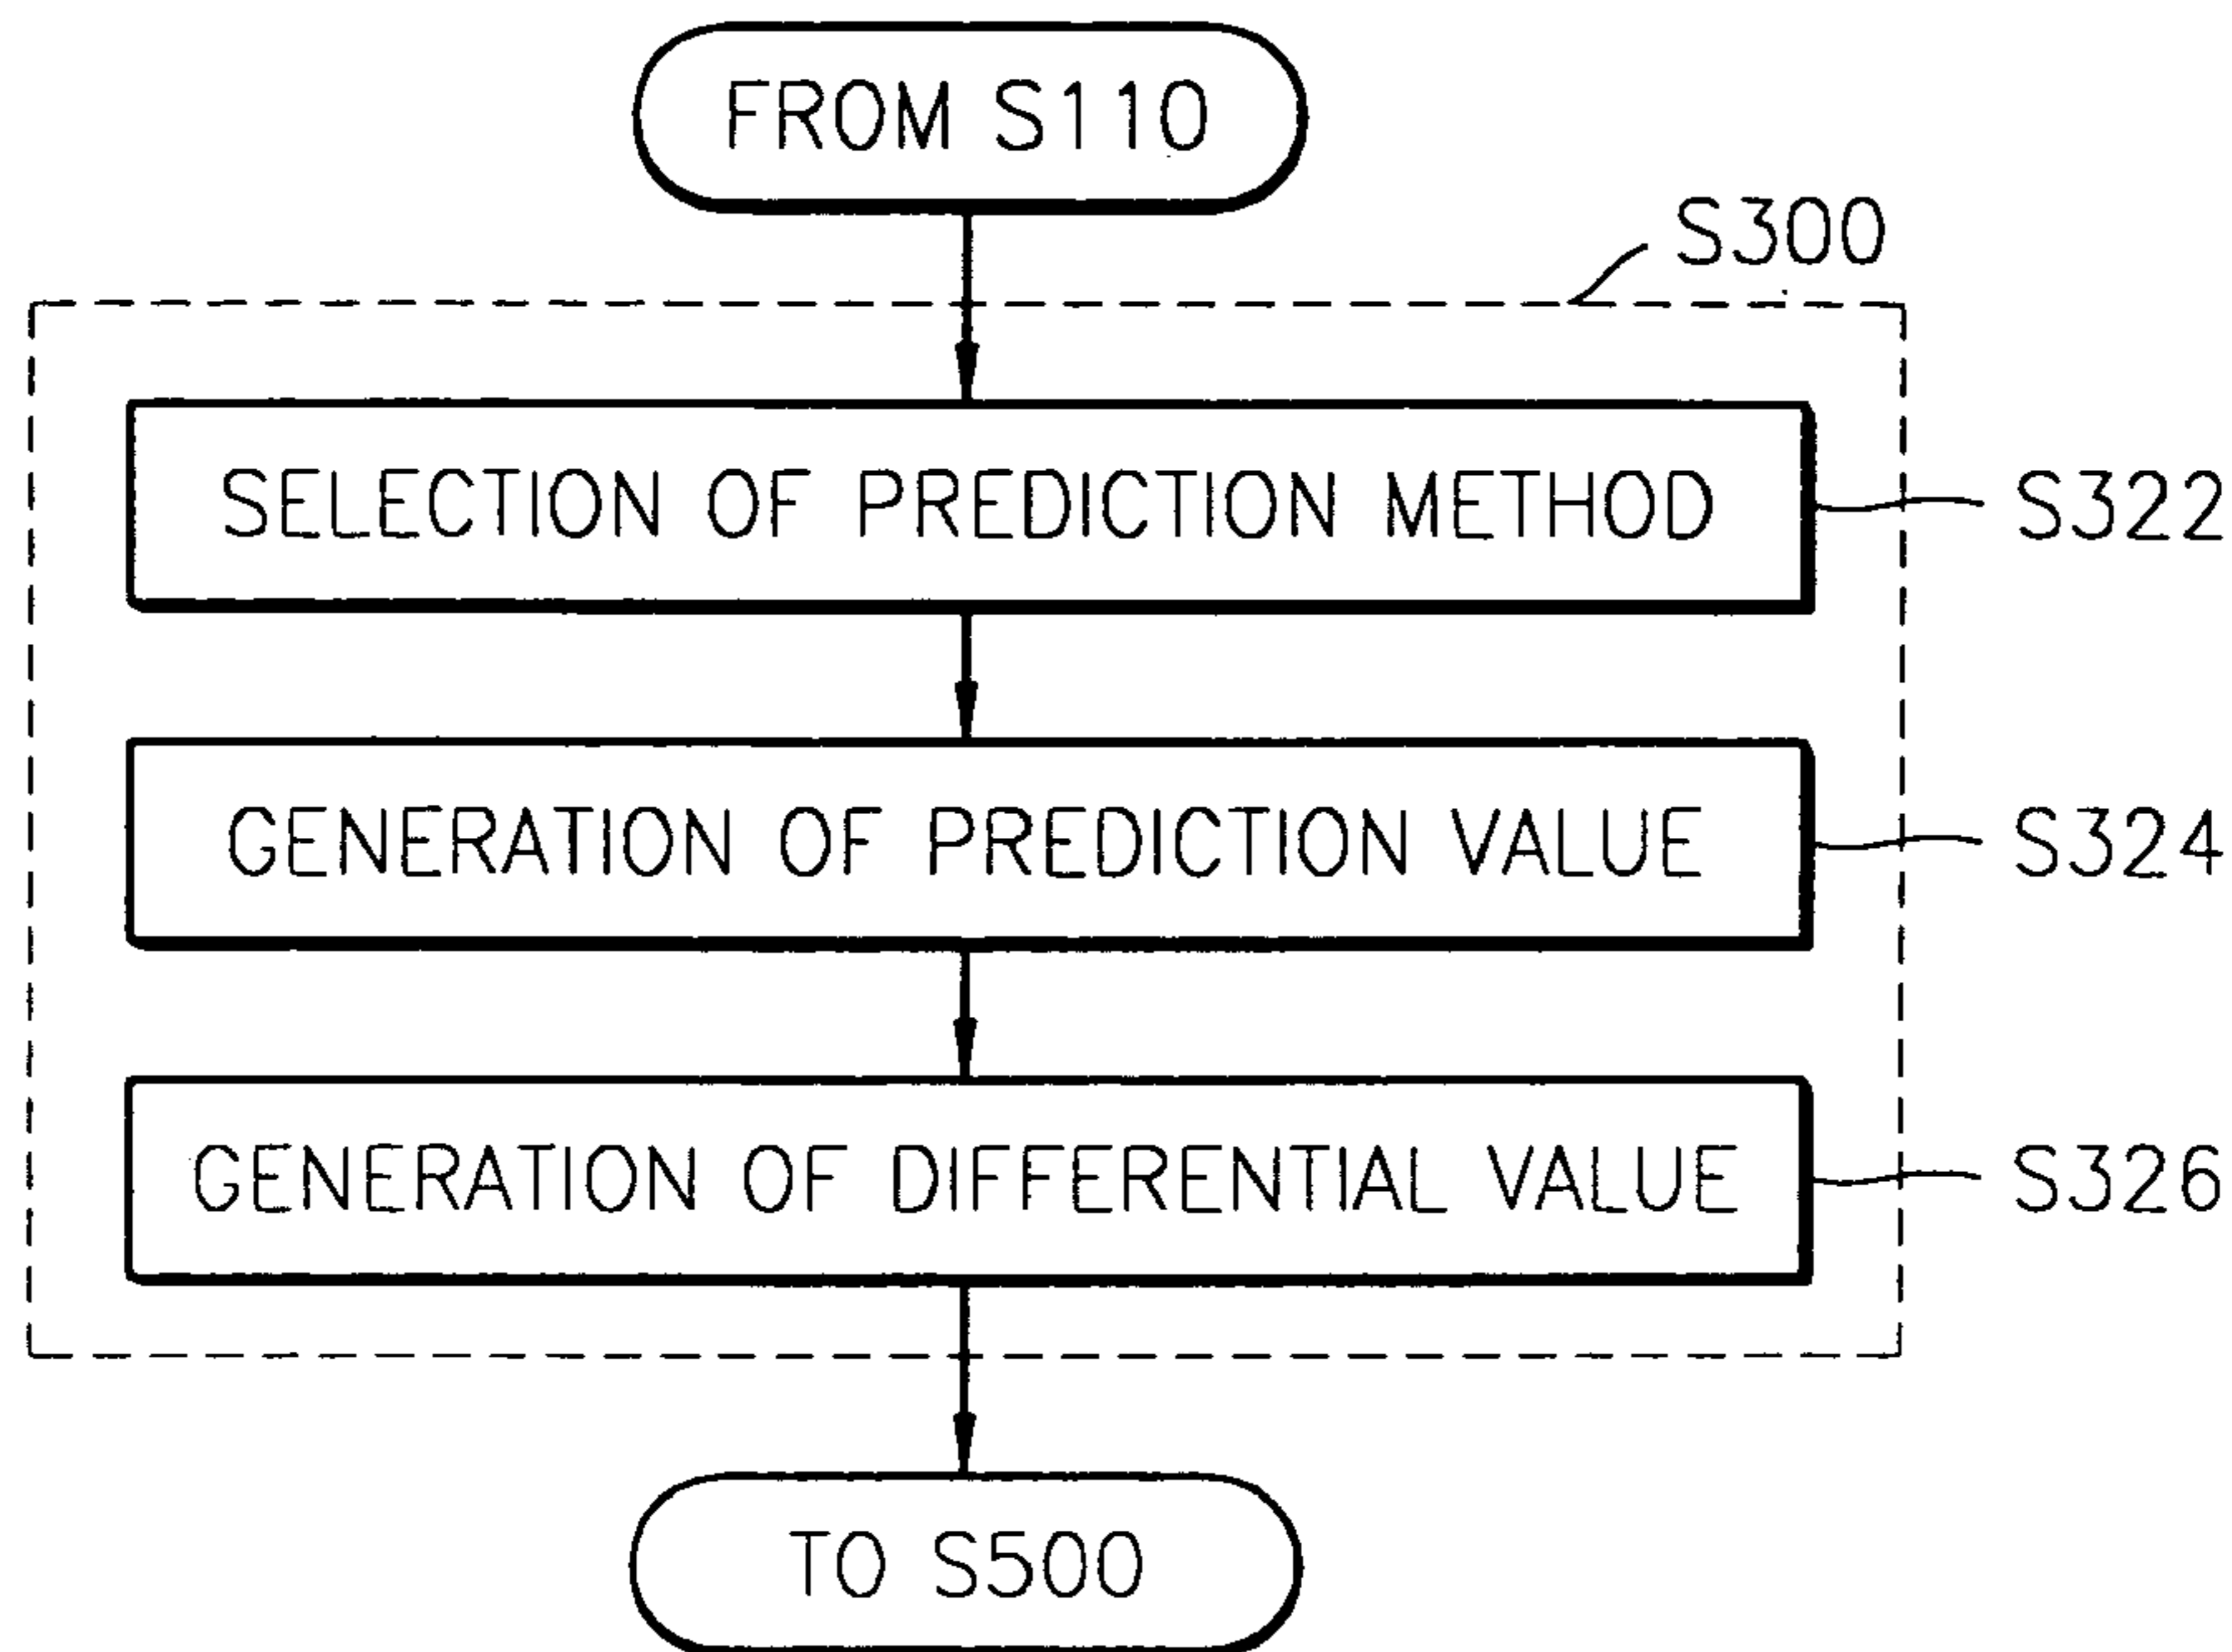 FROM S110
S300
SELECTION OF PREDICTION METHOD
S322
GENERATION OF PREDICTION VALUE
S324
GENERATION OF DIFFERENTIAL VALUE
S326
TO S500